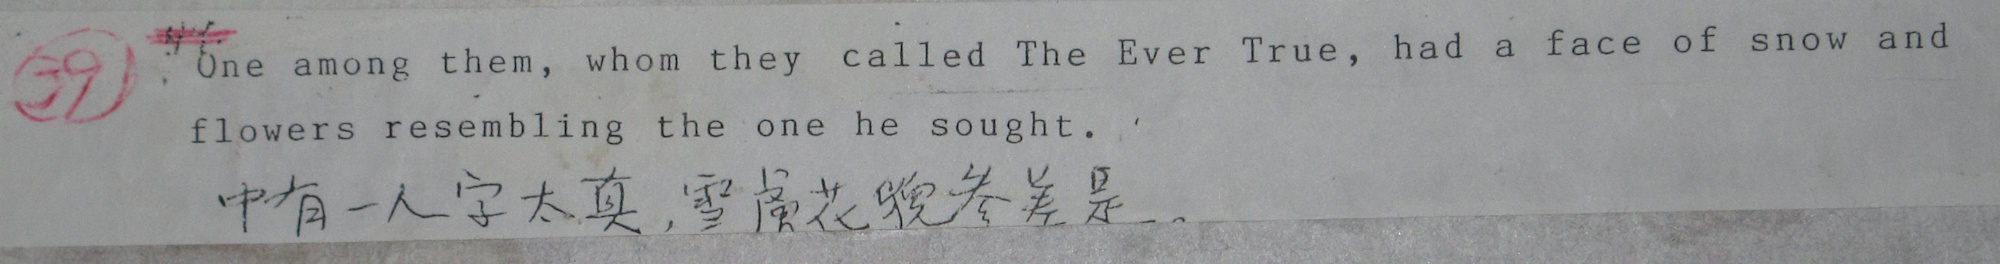 39 One among them, whom they called The Ever True, had a face of snow and
flowers resembling the one he sought.
中有一人字太真,雪膚花貌參差是。